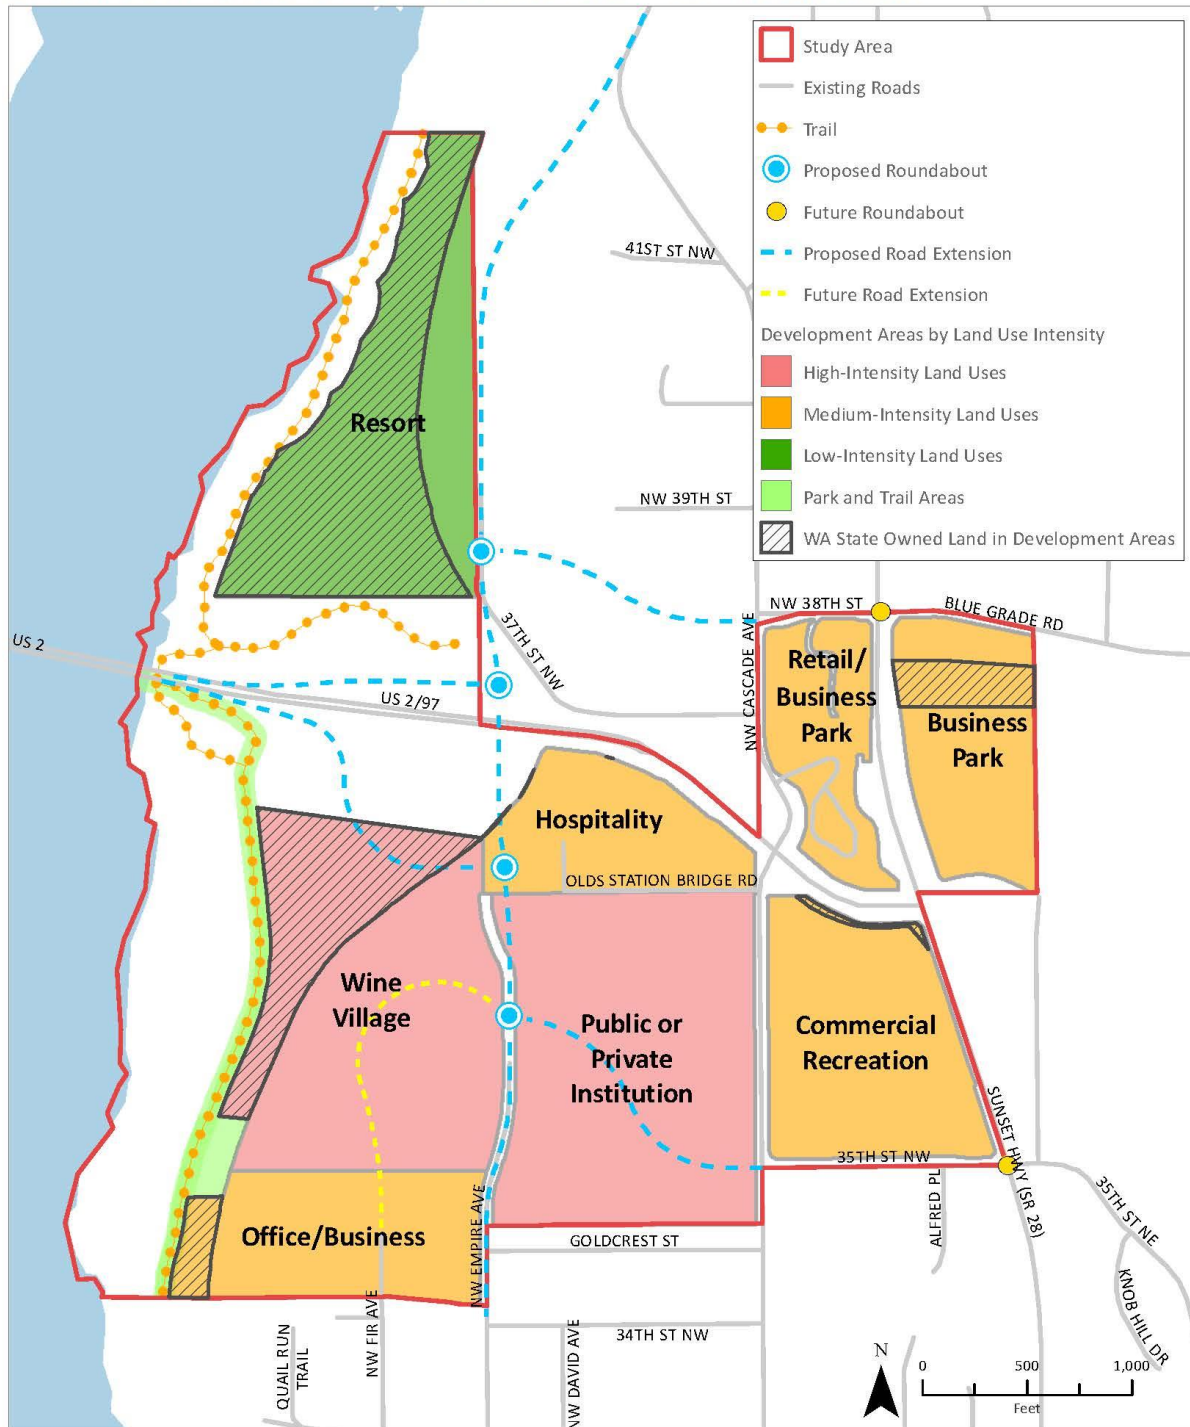 Study Area
Existing Roads
Trail
Proposed Roundabout
Future Roundabout
Proposed Road Extension
Future Road Extension
Development Areas by Land Use Intensity
High-Intensity Land Uses
Medium-Intensity Land Uses
Low-Intensity Land Uses
Park and Trail Areas
WA State Owned Land in Development Areas
41ST ST NW
Resort
NW 39TH ST
NW 38TH ST
BLUE GRADE RD
37TH ST NW
US 2
US 2/97
NW CASCADE AVE
Retail/
Business
Park
Business
Park
Hospitality
OLDS STATION BRIDGE RD
Wine
Village
Public or
Private
Institution
Commercial
Recreation
SUNSET HWY (SR 28)
35TH ST NW
35TH ST NE
ALFRED PL
Office/Business
NW EMPIRE AVE
GOLDCREST ST
KNOB HILL DR
34TH ST NW
NW FIR AVE
QUAIL RUN
TRAIL
NW DAVID AVE
N
0 500 1,000
Feet